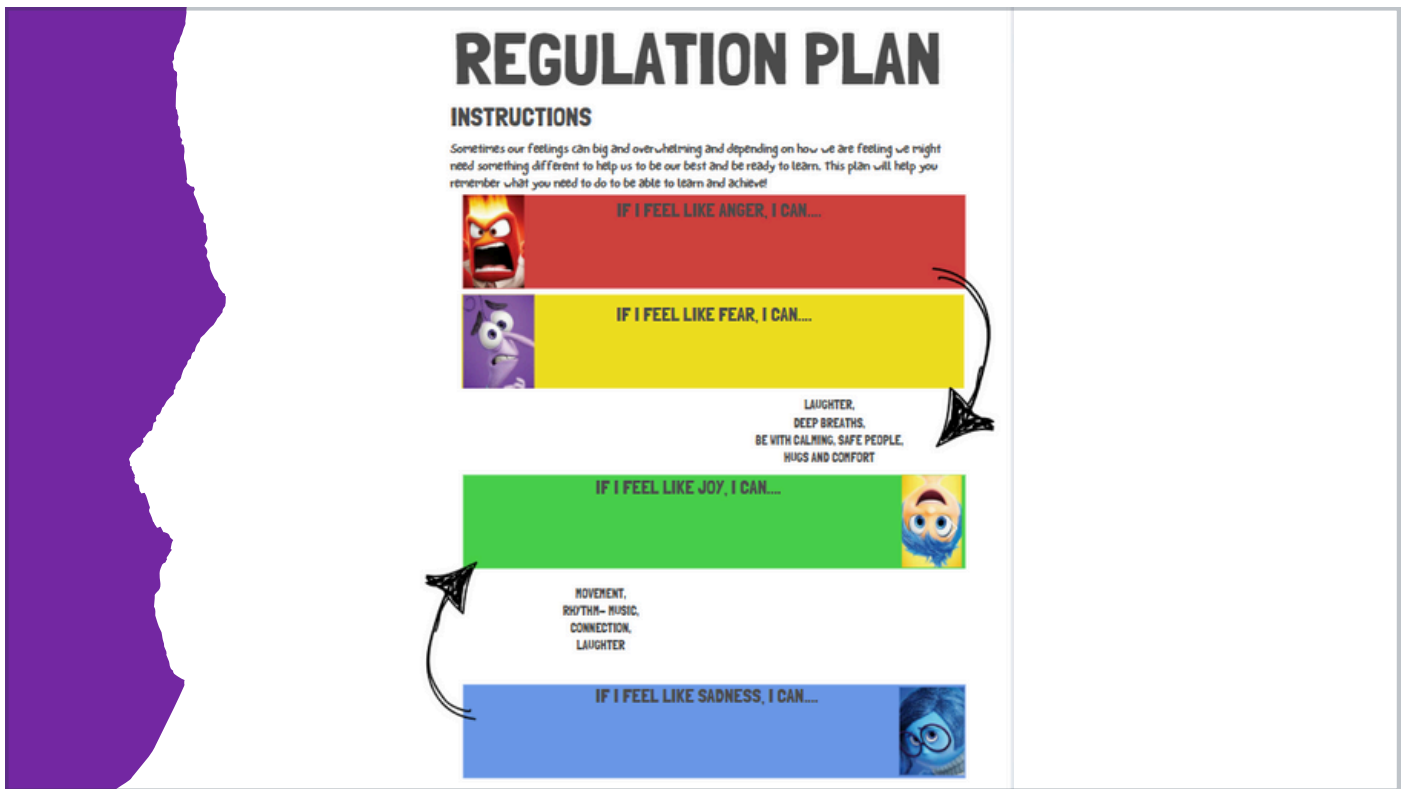 REGULATION PLAN
INSTRUCTIONS
Sometimes our feelings can big and overwhelming and depending on how we are feeling we might
need something different to help us to be our best and be ready to learn. This plan will help you
remember what you need to do to be able to learn and achieve!
IF I FEEL LIKE ANGER, I CAN....
IF I FEEL LIKE FEAR, I CAN....
LAUGHTER,
DEEP BREATHS,
BE WITH CALMING, SAFE PEOPLE,
HUGS AND COMFORT
IF I FEEL LIKE JOY, I CAN....
MOVEMENT,
RHYTHM- MUSIC,
CONNECTION,
LAUGHTER
IF I FEEL LIKE SADNESS, I CAN....